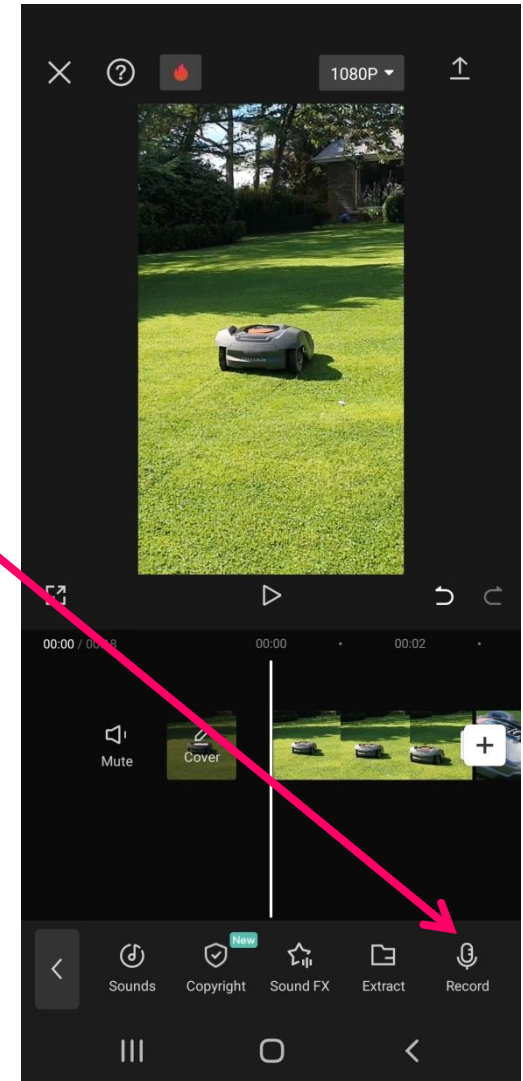 1080P
00:00 / 00:18
00:00
00:02
Mute
Cover
New
Sounds
Copyright
Sound FX
Extract
Record